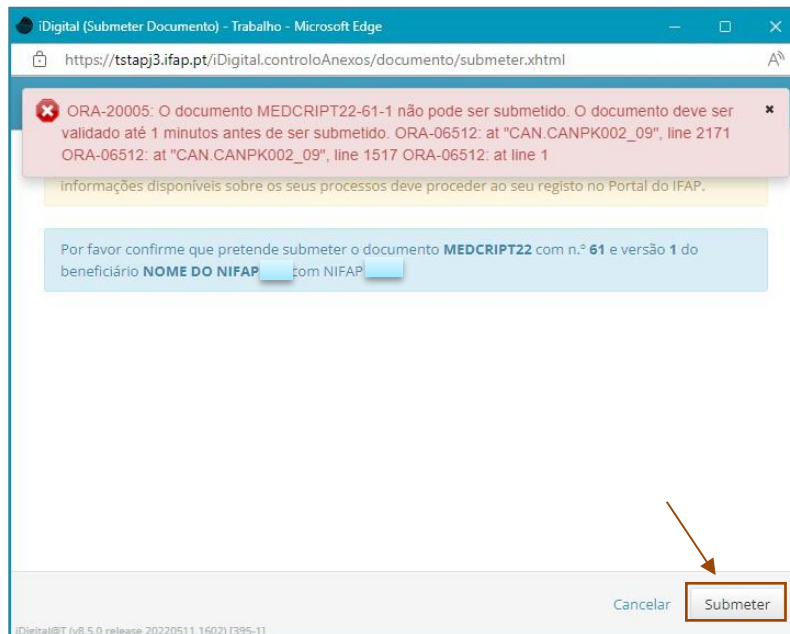 iDigital (Submeter Documento) - Trabalho - Microsoft Edge
https://tstapj3.ifap.pt/iDigital.controloAnexos/documento/submeter.xhtml
ORA-20005: O documento MEDCRIPT22-61-1 não pode ser submetido. O documento deve ser
validado até 1 minutos antes de ser submetido. ORA-06512: at "CAN.CANPK002_09", line 2171
ORA-06512: at "CAN.CANPK002_09", line 1517 ORA-06512: at line 1
informações disponíveis sobre os seus processos deve proceder ao seu registo no Portal do IFAP.
Por favor confirme que pretende submeter o documento MEDCRIPT22 com n.º 61 e versão 1 do
beneficiário NOME DO NIFAP com NIFAP
Cancelar Submeter
iDigital@T (v8.5.0 release 20220511.1602) [395-1]